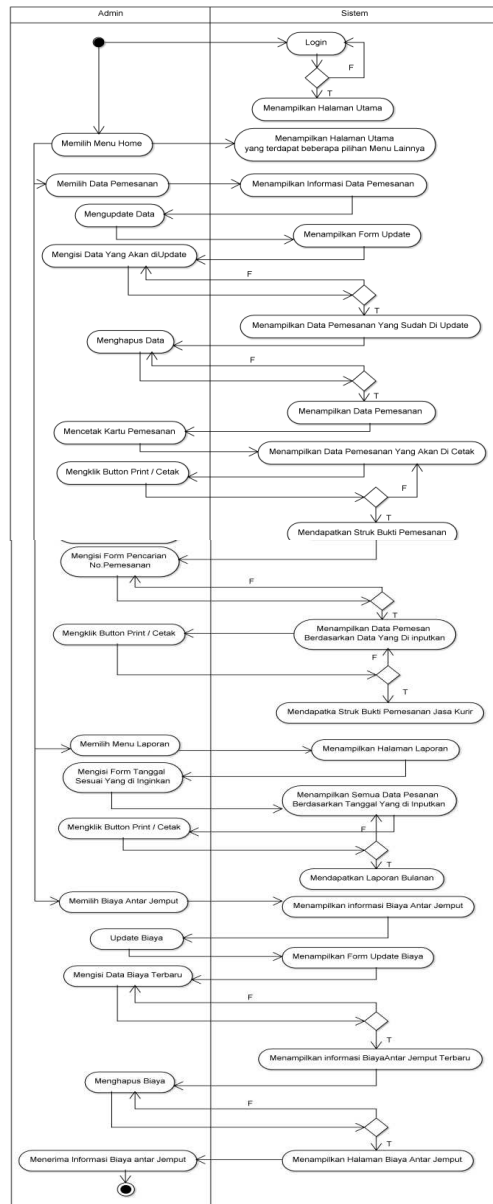 Admin
Sistem
Login
F
T
Menampilkan Halaman Utama
Memilih Menu Home
Menampilkan Halaman Utama
yang terdapat beberapa pilihan Menu Lainnya
Memilih Data Pemesanan
Menampilkan Informasi Data Pemesanan
Mengupdate Data
Menampilkan Form Update
Mengisi Data Yang Akan diUpdate
F
T
Menampilkan Data Pemesanan Yang Sudah Di Update
Menghapus Data
F
T
Menampilkan Data Pemesanan
Mencetak Kartu Pemesanan
Menampilkan Data Pemesanan Yang Akan Di Cetak
Mengklik Button Print / Cetak
F
T
Mendapatkan Struk Bukti Pemesanan
Mengisi Form Pencarian
No.Pemesanan
F
T
Menampilkan Data Pemesan
Berdasarkan Data Yang Di inputkan
Mengklik Button Print / Cetak
F
T
Mendapatka Struk Bukti Pemesanan Jasa Kurir
Memilih Menu Laporan
Menampilkan Halaman Laporan
Mengisi Form Tanggal
Sesuai Yang di Inginkan
Menampilkan Semua Data Pesanan
Berdasarkan Tanggal Yang di Inputkan
Mengklik Button Print / Cetak
F
T
Mendapatkan Laporan Bulanan
Memilih Biaya Antar Jemput
Menampilkan informasi Biaya Antar Jemput
Update Biaya
Menampilkan Form Update Biaya
Mengisi Data Biaya Terbaru
F
T
Menampilkan informasi BiayaAntar Jemput Terbaru
Menghapus Biaya
F
T
Menerima Informasi Biaya antar Jemput
Menampilkan Halaman Biaya Antar Jemput